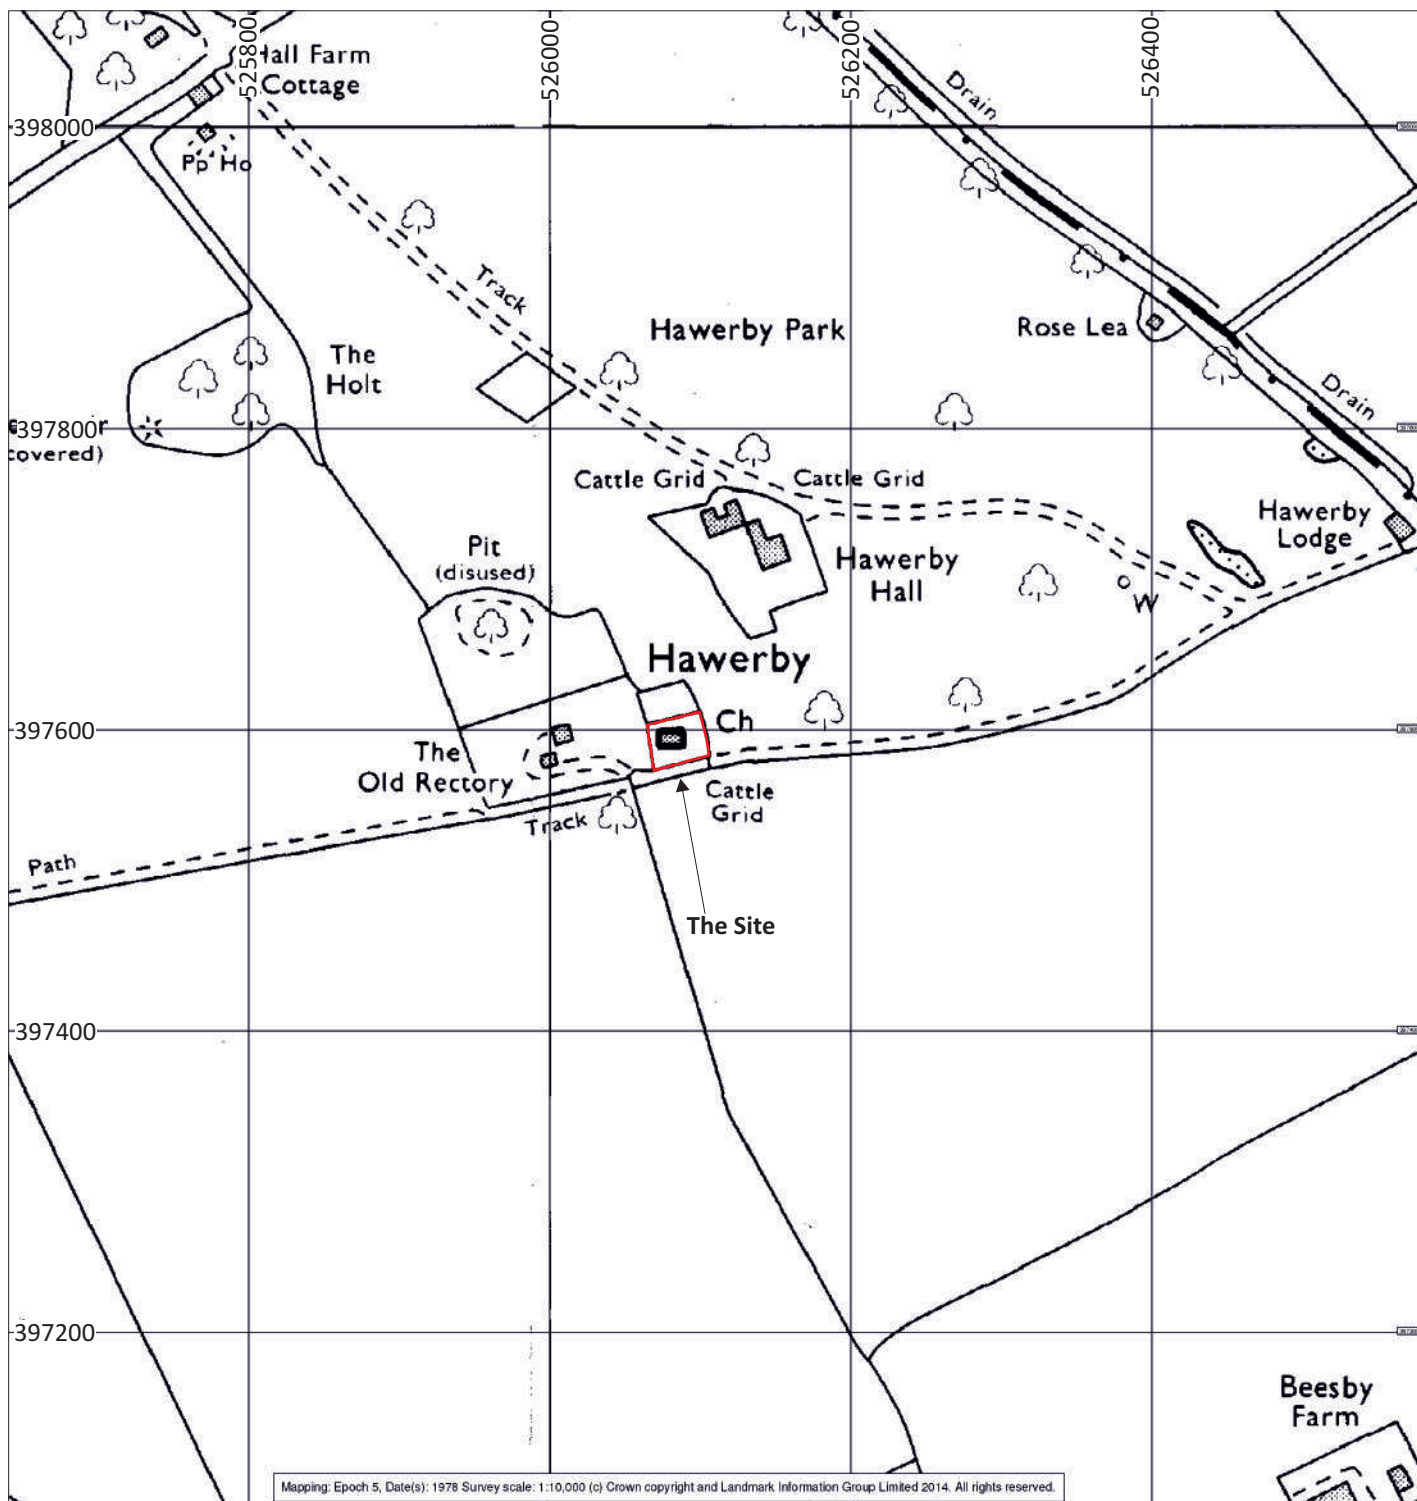 525800
526000
526200
526400
Hall Farm
Cottage
Drain
398000
Pp Ho
Track
Hawerby Park
Rose Lea
The
Holt
Drain
397800
covered)
Cattle Grid
Cattle Grid
Hawerby
Lodge
Pit
(disused)
Hawerby
Hall
W
Hawerby
397600
Ch
The
Old Rectory
Cattle
Grid
Track
Path
The Site
397400
397200
Beesby
Farm
Mapping: Epoch 5, Date(s): 1978 Survey scale: 1:10,000 (c) Crown copyright and Landmark Information Group Limited 2014. All rights reserved.